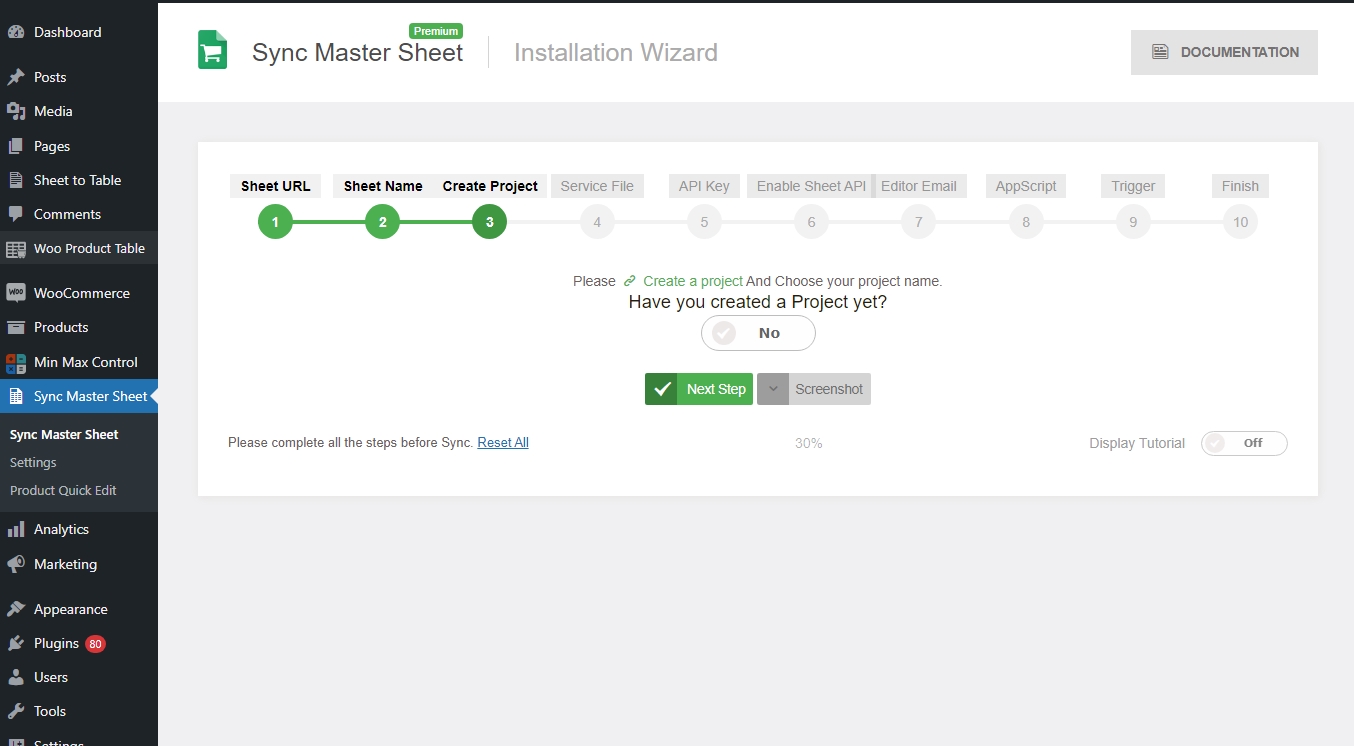 Dashboard
Posts
Media
Pages
Sheet to Table
Comments
Woo Product Table
WOO WooCommerce
Products
Min Max Control
Sync Master Sheet
Sync Master Sheet
Settings
Product Quick Edit
Analytics
Marketing
Appearance
Plugins 80
Users
Tools
Settings
Premium
Sync Master Sheet Installation Wizard
DOCUMENTATION
Sheet URL Sheet Name Create Project Service File API Key Enable Sheet API Editor Email AppScript Trigger Finish
1 2 3 4 5 6 7 8 9 10
Please Create a project And Choose your project name.
Have you created a Project yet?
No
Next Step Screenshot
Please complete all the steps before Sync. Reset All 30% Display Tutorial Off